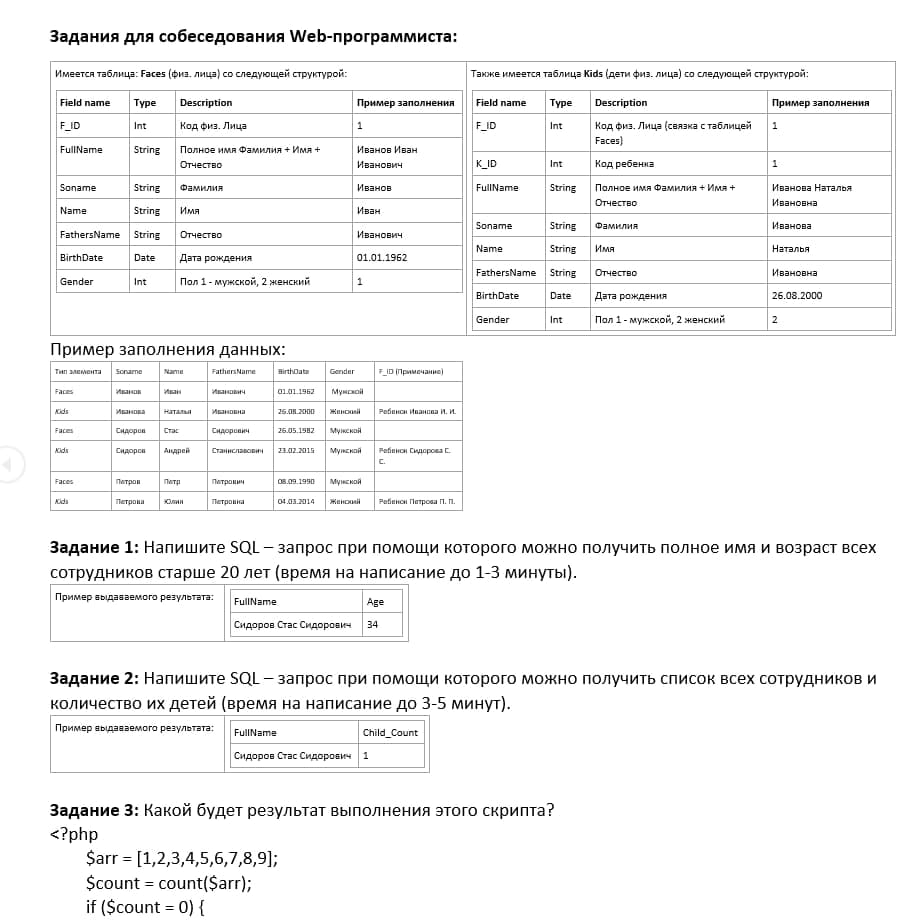 Задания для собеседования Web-программиста:
Имеется таблица: Faces (физ. лица) со следующей структурой:
Field name Type Description Пример заполнения
F_ID Int Код физ. Лица 1
FullName String Полное имя Фамилия + Имя + Отчество Иванов Иван Иванович
Soname String Фамилия Иванов
Name String Имя Иван
FathersName String Отчество Иванович
BirthDate Date Дата рождения 01.01.1962
Gender Int Пол 1 - мужской, 2 женский 1
Также имеется таблица Kids (дети физ. лица) со следующей структурой:
Field name Type Description Пример заполнения
F_ID Int Код физ. Лица (связка с таблицей Faces) 1
K_ID Int Код ребенка 1
FullName String Полное имя Фамилия + Имя + Отчество Иванова Наталья Ивановна
Soname String Фамилия Иванова
Name String Имя Наталья
FathersName String Отчество Ивановна
BirthDate Date Дата рождения 26.08.2000
Gender Int Пол 1 - мужской, 2 женский 2
Пример заполнения данных:
Тип элемента Soname Name FathersName BirthDate Gender F_ID (Примечание)
Faces Иванов Иван Иванович 01.01.1962 Мужской
Kids Иванова Наталья Ивановна 26.08.2000 Женский Ребенок Иванова И. И.
Faces Сидоров Стас Сидорович 26.05.1982 Мужской
Kids Сидоров Андрей Станиславович 23.02.2015 Мужской Ребенок Сидорова С. С.
Faces Петров Петр Петрович 08.09.1990 Мужской
Kids Петрова Юлия Петровна 04.03.2014 Женский Ребенок Петрова П. П.
Задание 1: Напишите SQL – запрос при помощи которого можно получить полное имя и возраст всех
сотрудников старше 20 лет (время на написание до 1-3 минуты).
Пример выдаваемого результата:
FullName Age
Сидоров Стас Сидорович 34
Задание 2: Напишите SQL – запрос при помощи которого можно получить список всех сотрудников и
количество их детей (время на написание до 3-5 минут).
Пример выдаваемого результата:
FullName Child_Count
Сидоров Стас Сидорович 1
Задание 3: Какой будет результат выполнения этого скрипта?
<?php
$arr = [1,2,3,4,5,6,7,8,9];
$count = count($arr);
if ($count = 0) {